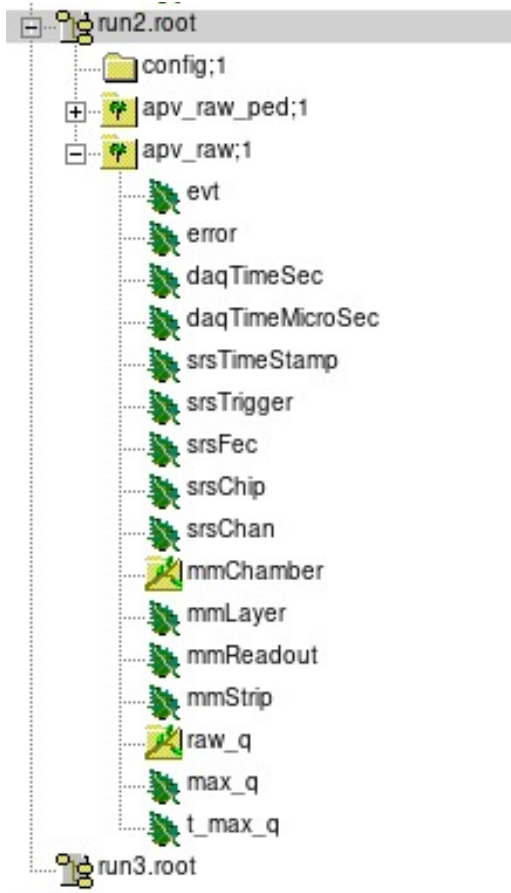 run2.root
config;1
apv_raw_ped;1
apv_raw;1
evt
error
daqTimeSec
daqTimeMicroSec
srsTimeStamp
srsTrigger
srsFec
srsChip
srsChan
mmChamber
mmLayer
mmReadout
mmStrip
raw_q
max_q
t_max_q
run3.root